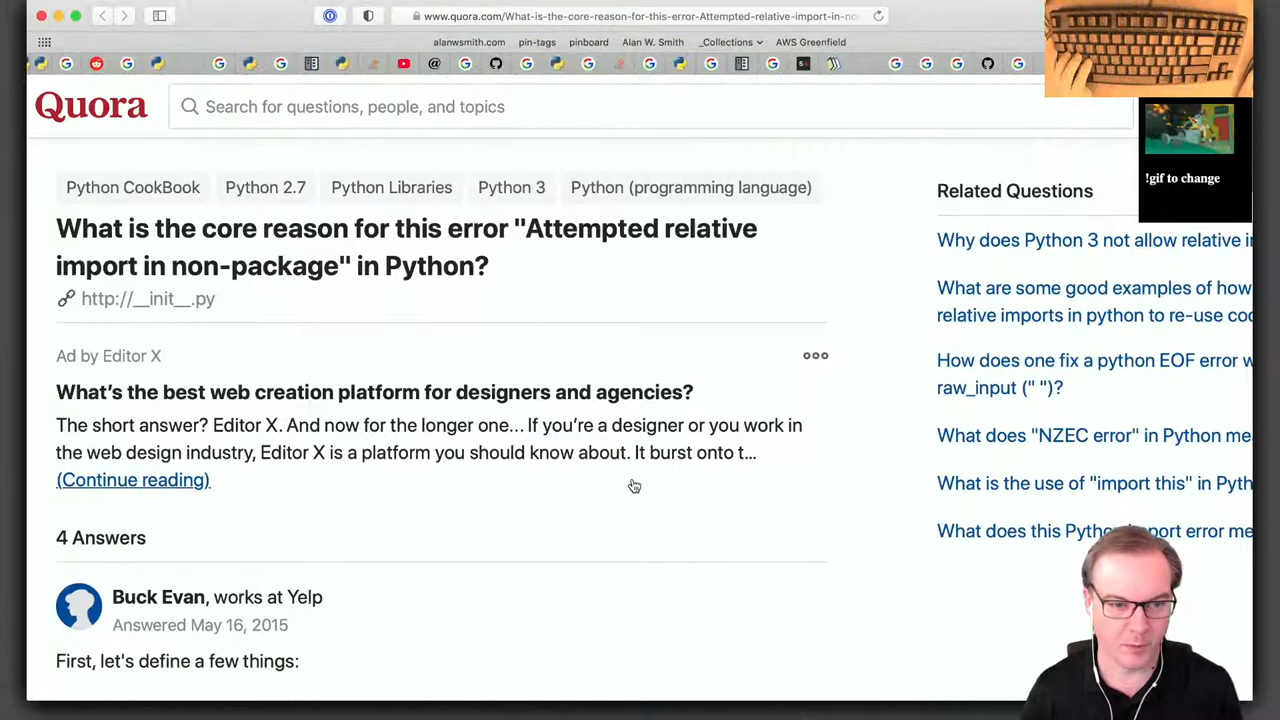 www.quora.com/What-is-the-core-reason-for-this-error-Attempted-relative-import-in-no
alanwsmith.com pin-tags pinboard Alan W. Smith _Collections AWS Greenfield
Quora
Search for questions, people, and topics
!gif to change
Python CookBook Python 2.7 Python Libraries Python 3 Python (programming language)
What is the core reason for this error "Attempted relative
import in non-package" in Python?
http://__init__.py
Ad by Editor X
What's the best web creation platform for designers and agencies?
The short answer? Editor X. And now for the longer one... If you're a designer or you work in
the web design industry, Editor X is a platform you should know about. It burst onto t...
(Continue reading)
4 Answers
Buck Evan, works at Yelp
Answered May 16, 2015
First, let's define a few things:
Related Questions
Why does Python 3 not allow relative i
What are some good examples of how
relative imports in python to re-use co
How does one fix a python EOF error w
raw_input (" ")?
What does "NZEC error" in Python me
What is the use of "import this" in Pyth
What does this Python import error me